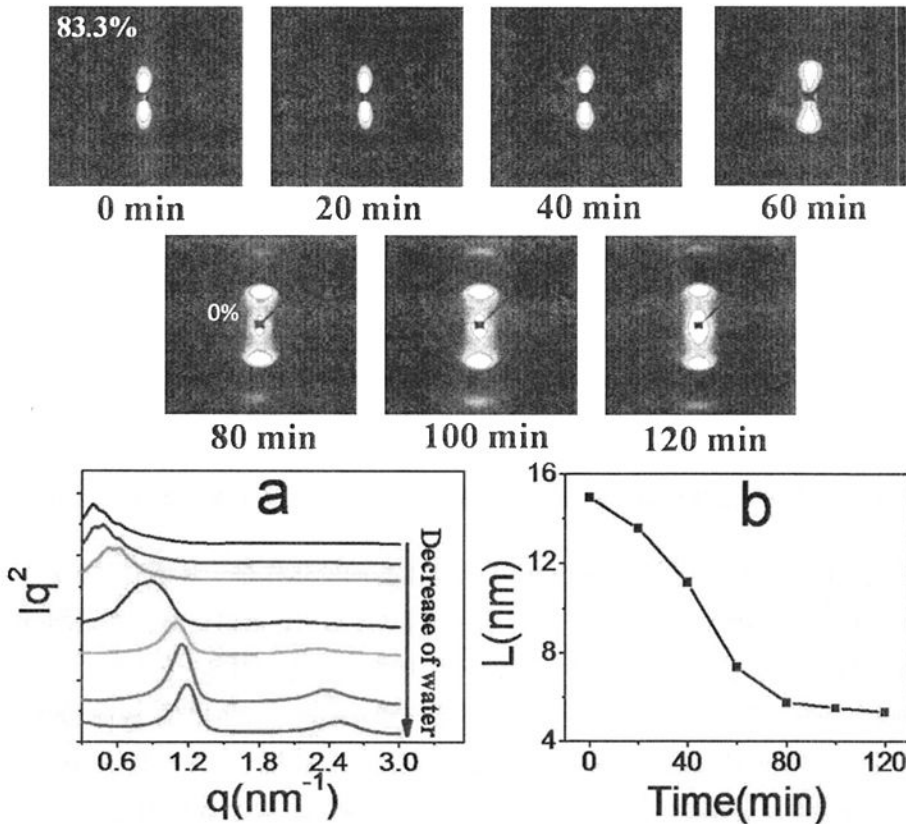 83.3%
0 min
20 min
40 min
60 min
0%
80 min
100 min
120 min
a
Iq²
Decrease of water
0.6
1.2
1.8
2.4
3.0
q(nm⁻¹)
b
L(nm)
16
12
8
4
0
40
80
120
Time(min)